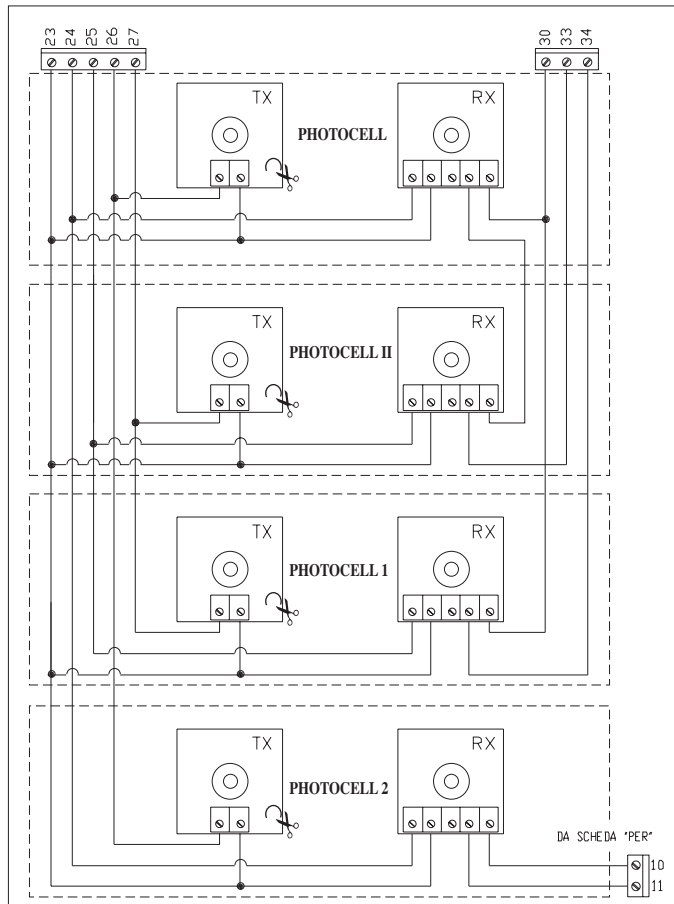 23 24 25 26 27
30 33 34
TX
PHOTOCELL
RX
TX
PHOTOCELL II
RX
TX
PHOTOCELL 1
RX
TX
PHOTOCELL 2
RX
DA SCHEDA "PER"
10
11